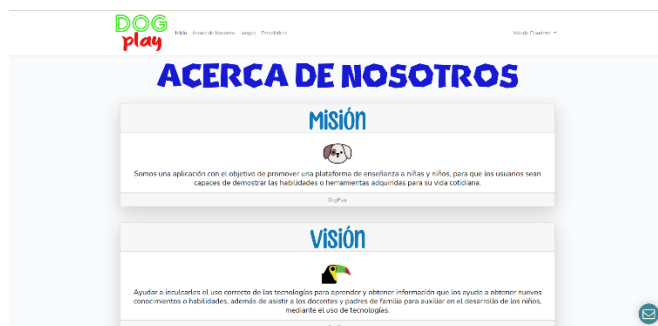 DOG
play
Inicio Acerca de Nosotros Juegos
ACERCA DE NOSOTROS
Misión
Somos una aplicación con el objetivo de promover una plataforma de enseñanza a niñas y niños, para que los usuarios sean
capaces de demostrar las habilidades o herramientas adquiridas para su vida cotidiana.
DogPlay
Visión
Ayudar a inculcarles el uso correcto de las tecnologías para aprender y obtener información que los ayude a obtener nuevos
conocimientos o habilidades, además de asistir a los docentes y padres de familia para auxiliar en el desarrollo de los niños,
mediante el uso de tecnologías.